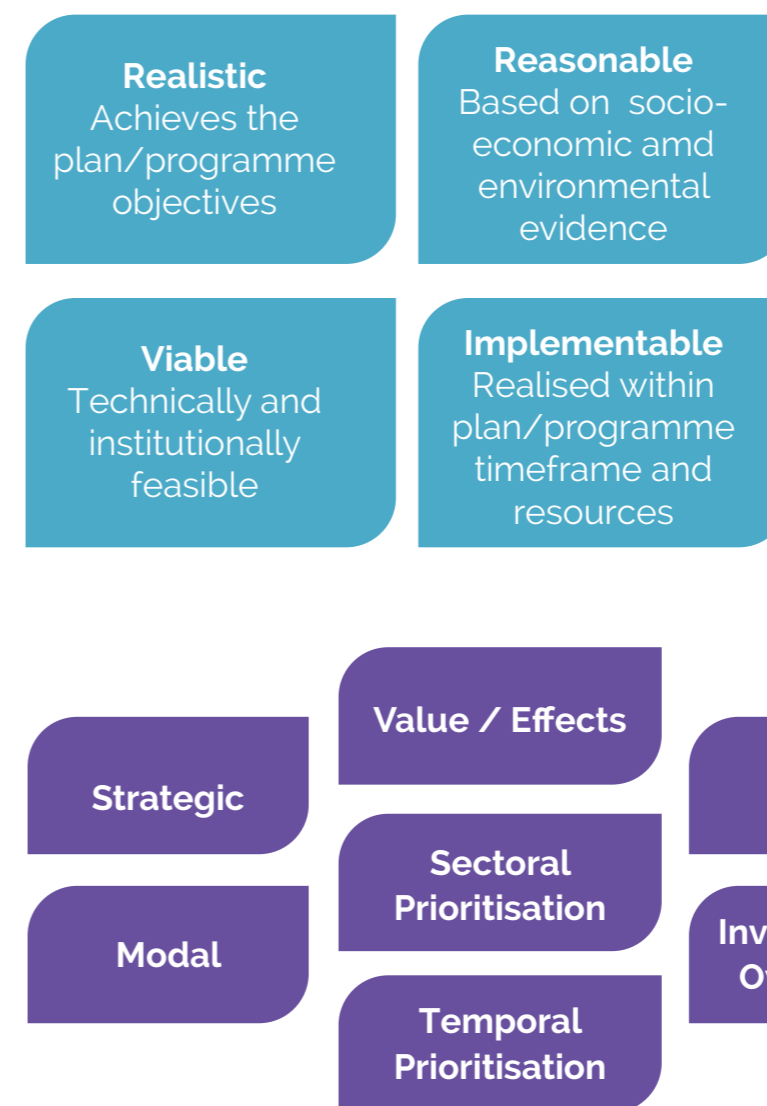 Realistic
Achieves the
plan/programme
objectives
Reasonable
Based on socio-
economic amd
environmental
evidence
Viable
Technically and
institutionally
feasible
Implementable
Realised within
plan/programme
timeframe and
resources
Strategic
Modal
Value / Effects
Sectoral
Prioritisation
Temporal
Prioritisation